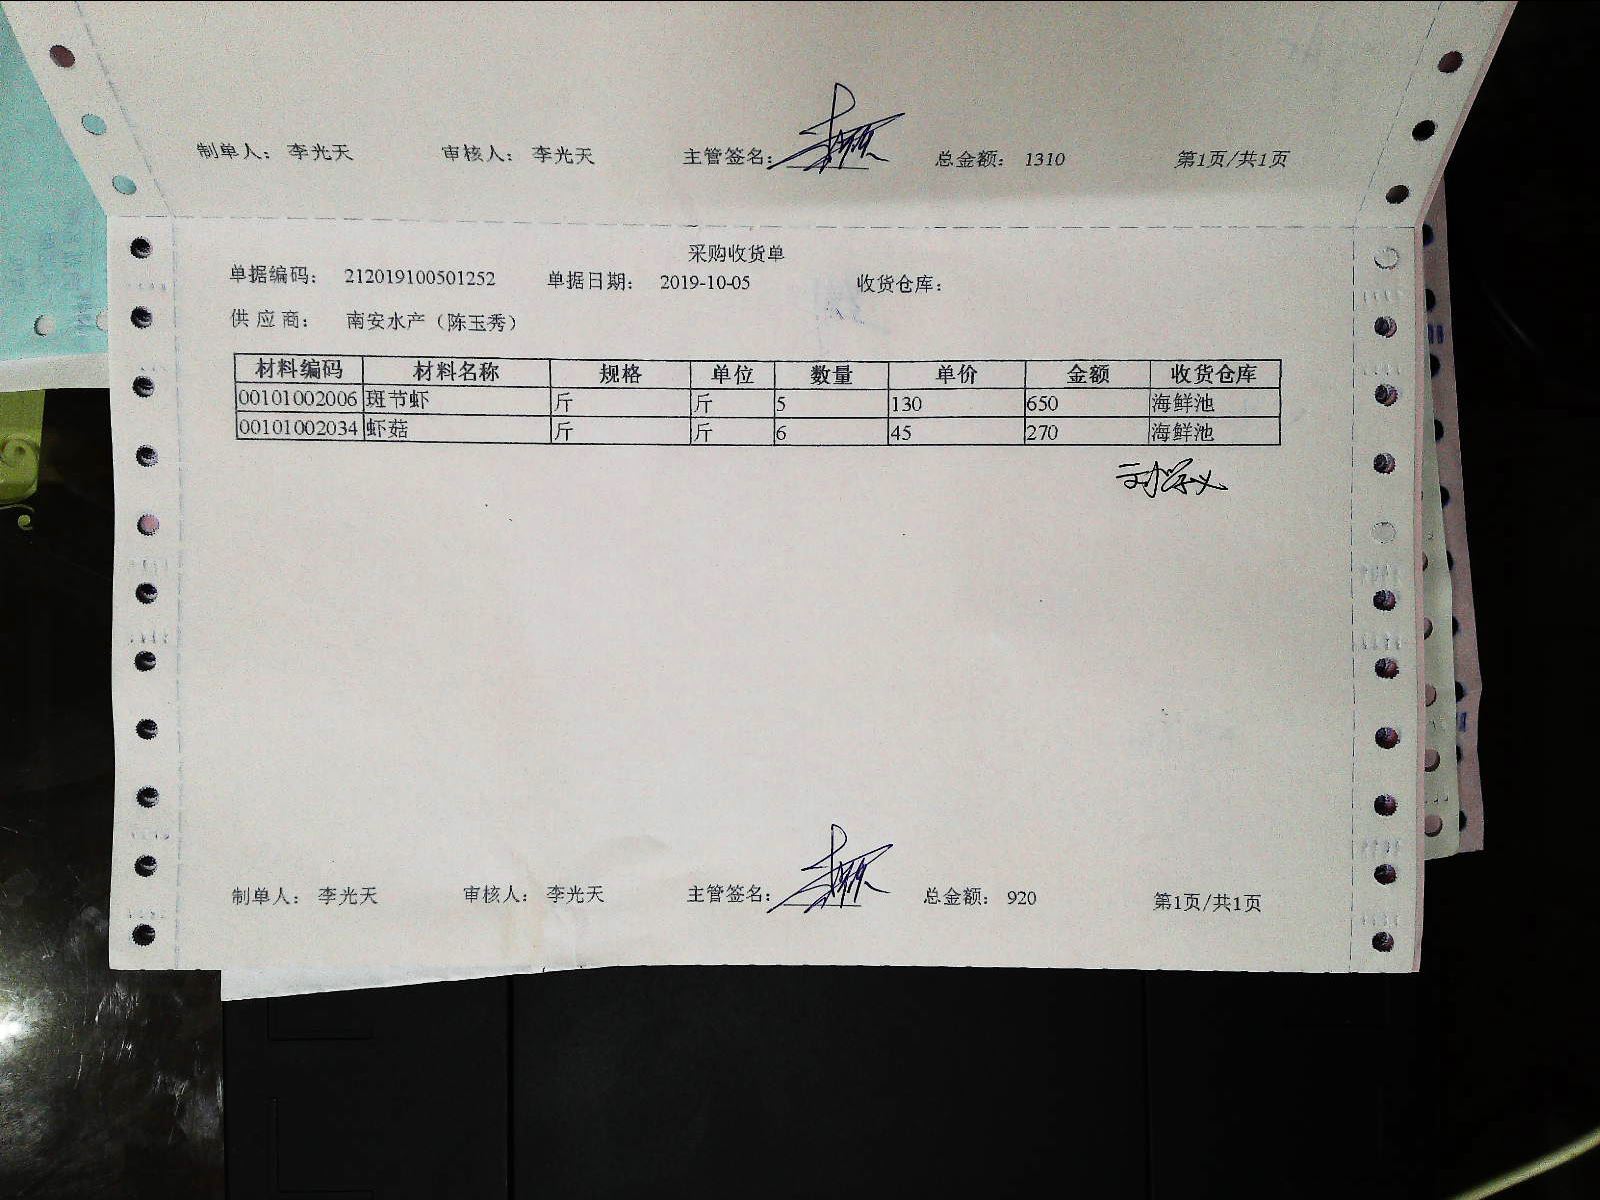 制单人： 李光天 审核人： 李光天 主管签名： 总金额： 1310 第1页/共1页
采购收货单
单据编码： 212019100501252 单据日期： 2019-10-05 收货仓库：
供 应 商： 南安水产（陈玉秀）
材料编码 材料名称 规格 单位 数量 单价 金额 收货仓库
00101002006 斑节虾 斤 斤 5 130 650 海鲜池
00101002034 虾菇 斤 斤 6 45 270 海鲜池
制单人： 李光天 审核人： 李光天 主管签名： 总金额： 920 第1页/共1页